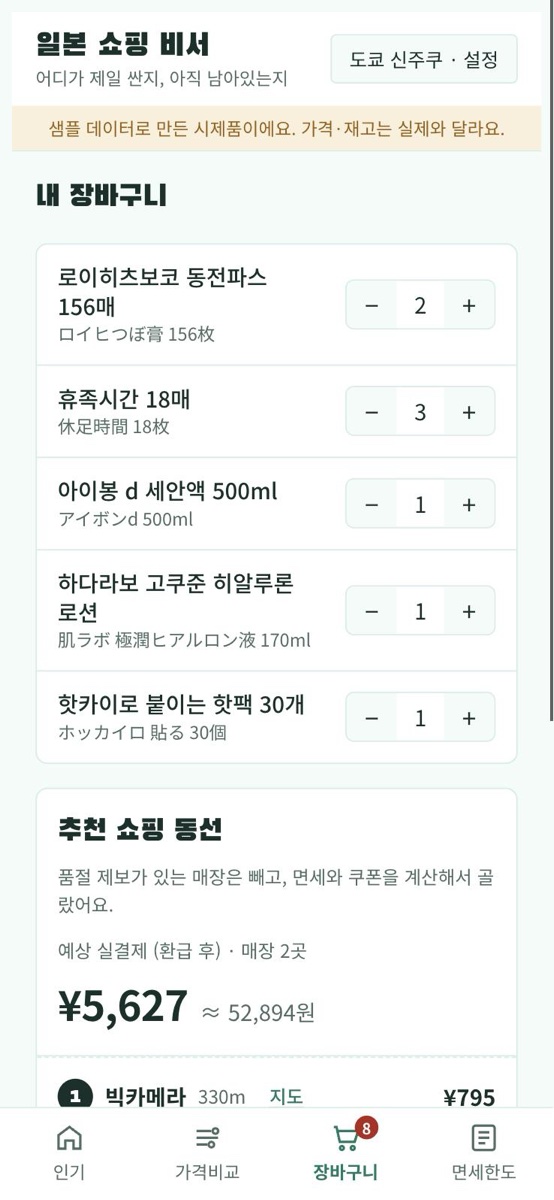 일본 쇼핑 비서
어디가 제일 싼지, 아직 남아있는지
도쿄 신주쿠 · 설정
샘플 데이터로 만든 시제품이에요. 가격·재고는 실제와 달라요.
내 장바구니
로이히츠보코 동전파스
156매
ロイヒつぼ膏 156枚
− 2 +
휴족시간 18매
休足時間 18枚
− 3 +
아이봉 d 세안액 500ml
アイボンd 500ml
− 1 +
하다라보 고쿠쥰 히알루론
로션
肌ラボ 極潤ヒアルロン液 170ml
− 1 +
핫카이로 붙이는 핫팩 30개
ホッカイロ 貼る 30個
− 1 +
추천 쇼핑 동선
품절 제보가 있는 매장은 빼고, 면세와 쿠폰을 계산해서 골
랐어요.
예상 실결제 (환급 후) · 매장 2곳
¥5,627 ≈ 52,894원
1 빅카메라 330m 지도 ¥795
8
인기 가격비교 장바구니 면세한도